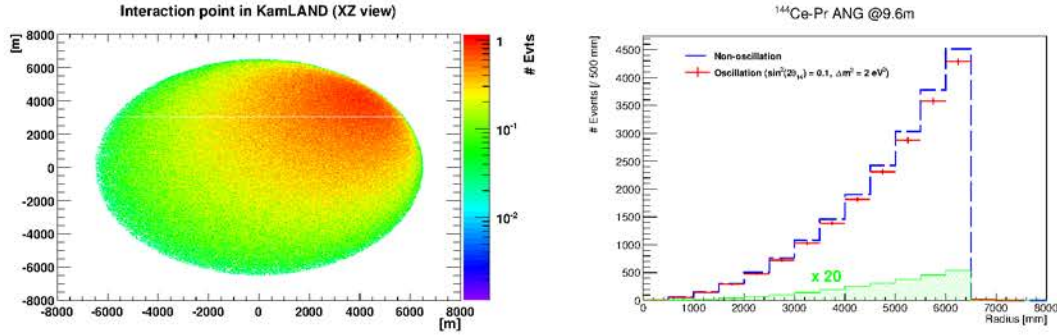 Interaction point in KamLAND (XZ view)
[m]
8000
6000
4000
2000
0
-2000
-4000
-6000
-8000
-8000 -6000 -4000 -2000 0 2000 4000 6000 8000
[m]
1
10⁻¹
10⁻²
# Evts
¹⁴⁴Ce-Pr ANG @9.6m
# Events [/ 500 mm]
4500
4000
3500
3000
2500
2000
1500
1000
500
0
Non-oscillation
Oscillation (sin²(2θ₁₄) = 0.1, Δm² = 2 eV²)
x 20
0 1000 2000 3000 4000 5000 6000 7000 8000
Radius [mm]